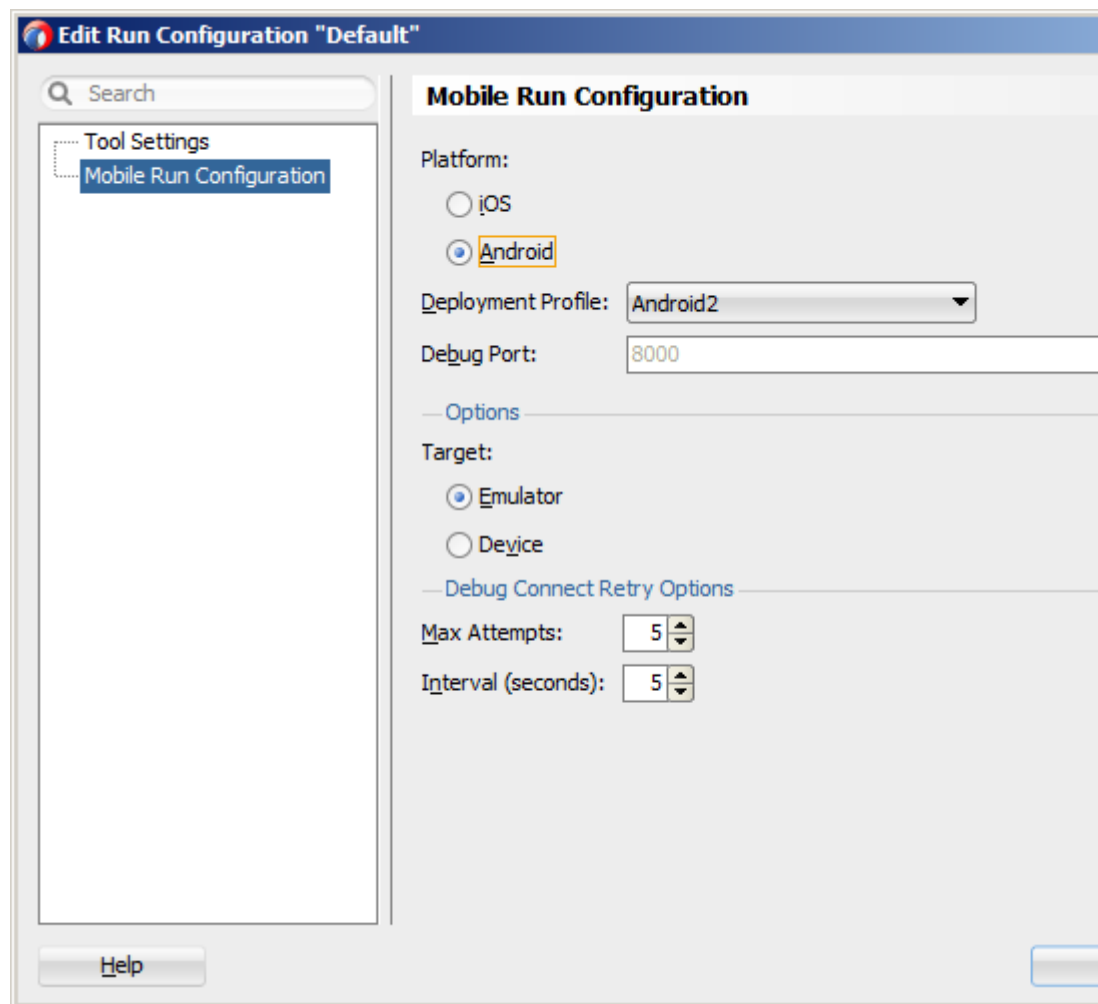 Edit Run Configuration "Default"
Search
Tool Settings
Mobile Run Configuration
Mobile Run Configuration
Platform:
iOS
Android
Deployment Profile: Android2
Debug Port: 8000
Options
Target:
Emulator
Device
Debug Connect Retry Options
Max Attempts: 5
Interval (seconds): 5
Help